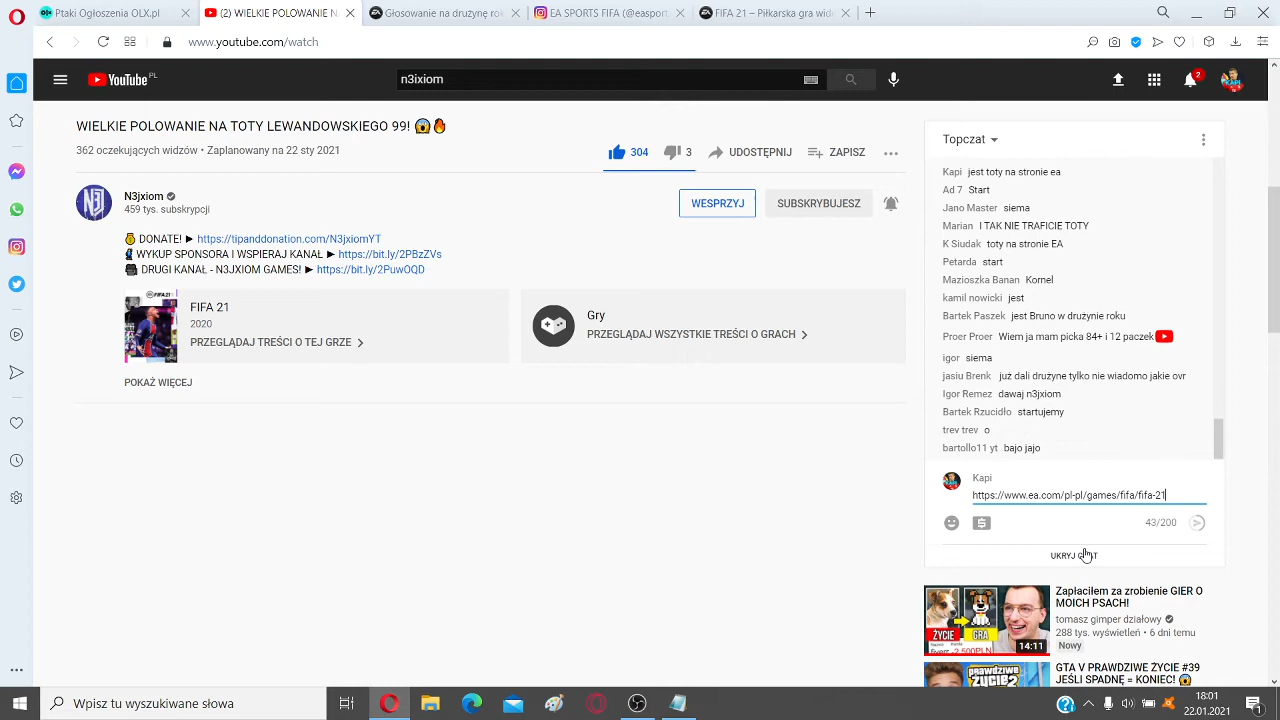 Ptaki Ogłoszenia OLX.pl
(2) WIELKIE POLOWANIE NA
Głosowanie na drużynę rok
EA SPORTS FIFA (@easport
FIFA 21 – Piłkarska gra wide
www.youtube.com/watch
YouTube PL
n3ixiom
2
WIELKIE POLOWANIE NA TOTY LEWANDOWSKIEGO 99! 😱🔥
362 oczekujących widzów • Zaplanowany na 22 sty 2021
304
3
UDOSTĘPNIJ
ZAPISZ
N3jxiom
459 tys. subskrypcji
WESPRZYJ
SUBSKRYBUJESZ
DONATE! ► https://tipanddonation.com/N3jxiomYT
WYKUP SPONSORA I WSPIERAJ KANAŁ ► https://bit.ly/2PBzZVs
DRUGI KANAŁ - N3JXIOM GAMES! ► https://bit.ly/2PuwOQD
FIFA 21
2020
PRZEGLĄDAJ TREŚCI O TEJ GRZE
Gry
PRZEGLĄDAJ WSZYSTKIE TREŚCI O GRACH
POKAŻ WIĘCEJ
Topczat
Kapi jest toty na stronie ea
Ad 7 Start
Jano Master siema
Marian I TAK NIE TRAFICIE TOTY
K Siudak toty na stronie EA
Petarda start
Mazioszka Banan Kornel
kamil nowicki jest
Bartek Paszek jest Bruno w drużynie roku
Proer Proer Wiem ja mam picka 84+ i 12 paczek
igor siema
jasiu Brenk już dali drużyne tylko nie wiadomo jakie ovr
Igor Remez dawaj n3jxiom
Bartek Rzucidło startujemy
trev trev o
bartollo11 yt bajo jajo
Kapi
https://www.ea.com/pl-pl/games/fifa/fifa-21
43/200
UKRYJ
ŻYCIE
GRA
14:11
Zapłaciłem za zrobienie GIER O
MOICH PSACH!
tomasz gimper działowy
288 tys. wyświetleń • 6 dni temu
Nowy
GTA V PRAWDZIWE ŻYCIE #39
JEŚLI SPADNĘ = KONIEC! 😱
Wpisz tu wyszukiwane słowa
18:01
22.01.2021